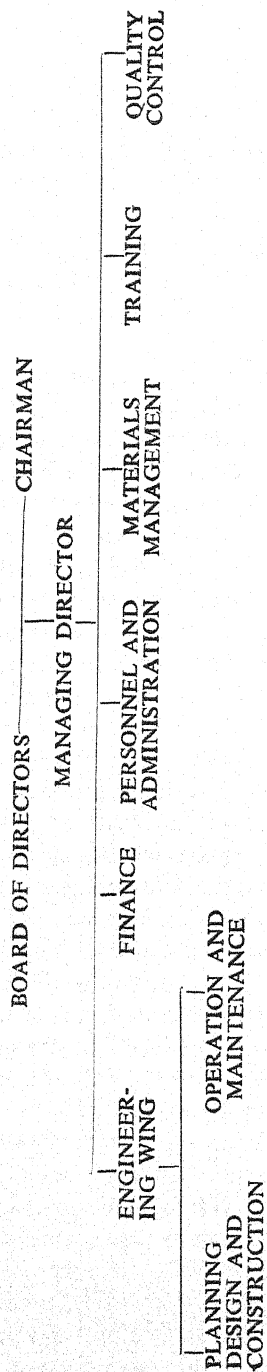 BOARD OF DIRECTORS CHAIRMAN
MANAGING DIRECTOR
ENGINEER-
ING WING
FINANCE
PERSONNEL AND
ADMINISTRATION
MATERIALS
MANAGEMENT
TRAINING
QUALITY
CONTROL
PLANNING
DESIGN AND
CONSTRUCTION
OPERATION AND
MAINTENANCE